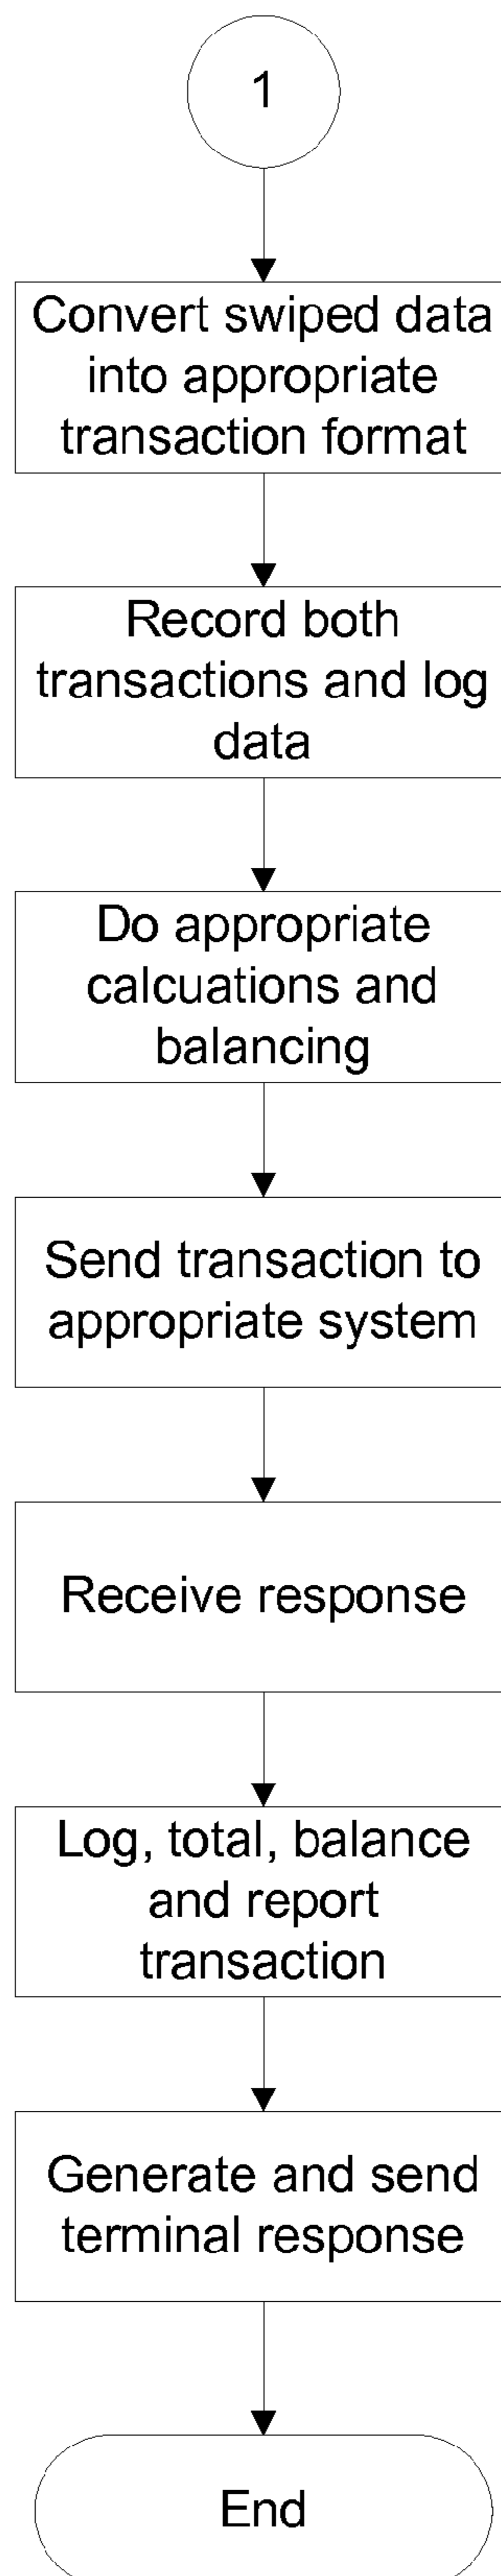 1
Convert swiped data
into appropriate
transaction format
Record both
transactions and log
data
Do appropriate
calcuations and
balancing
Send transaction to
appropriate system
Receive response
Log, total, balance
and report
transaction
Generate and send
terminal response
End